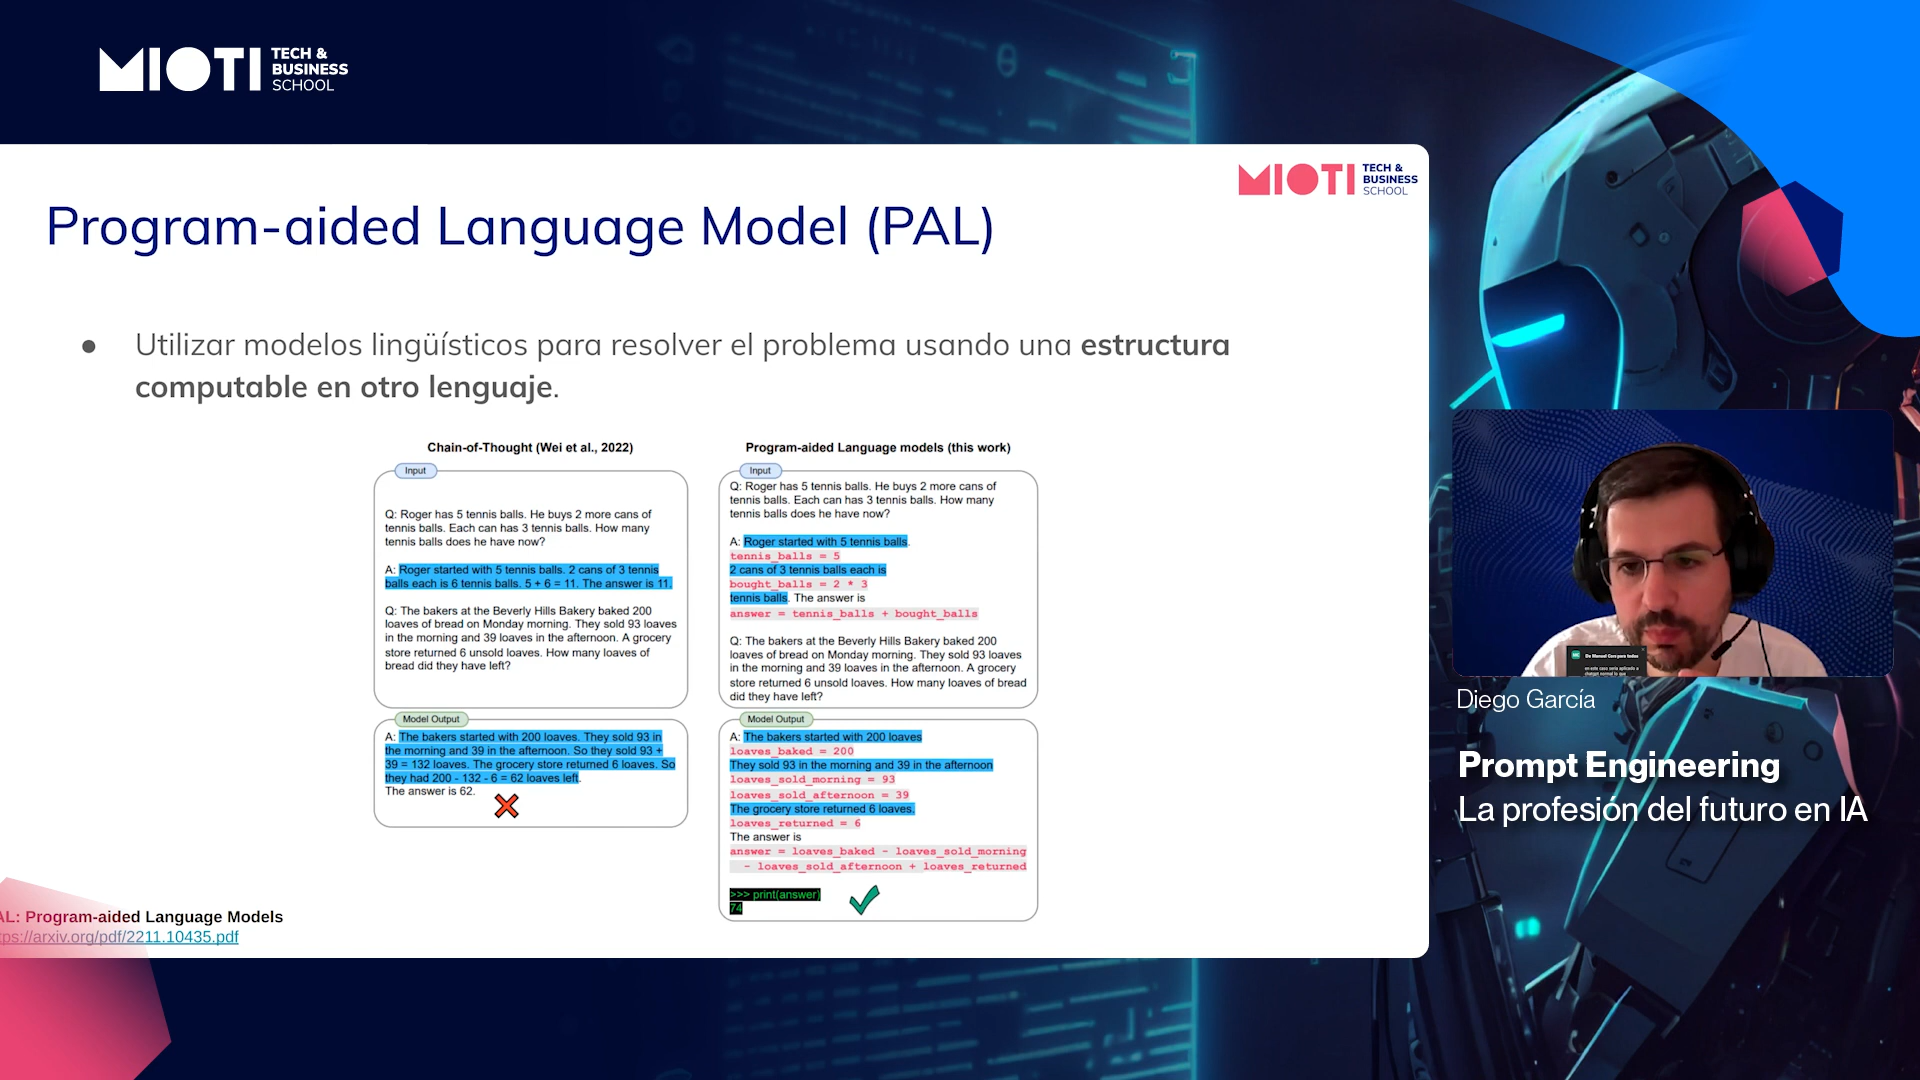 MIOTI TECH &
BUSINESS
SCHOOL
MIOTI TECH &
BUSINESS
SCHOOL
Program-aided Language Model (PAL)
● Utilizar modelos lingüísticos para resolver el problema usando una estructura
computable en otro lenguaje.
Chain-of-Thought (Wei et al., 2022)
Input
Q: Roger has 5 tennis balls. He buys 2 more cans of
tennis balls. Each can has 3 tennis balls. How many
tennis balls does he have now?
A: Roger started with 5 tennis balls. 2 cans of 3 tennis
balls each is 6 tennis balls. 5 + 6 = 11. The answer is 11.
Q: The bakers at the Beverly Hills Bakery baked 200
loaves of bread on Monday morning. They sold 93 loaves
in the morning and 39 loaves in the afternoon. A grocery
store returned 6 unsold loaves. How many loaves of
bread did they have left?
Model Output
A: The bakers started with 200 loaves. They sold 93 in
the morning and 39 in the afternoon. So they sold 93 +
39 = 132 loaves. The grocery store returned 6 loaves. So
they had 200 - 132 - 6 = 62 loaves left.
The answer is 62.
Program-aided Language models (this work)
Input
Q: Roger has 5 tennis balls. He buys 2 more cans of
tennis balls. Each can has 3 tennis balls. How many
tennis balls does he have now?
A: Roger started with 5 tennis balls.
tennis_balls = 5
2 cans of 3 tennis balls each is
bought_balls = 2 * 3
tennis balls. The answer is
answer = tennis_balls + bought_balls
Q: The bakers at the Beverly Hills Bakery baked 200
loaves of bread on Monday morning. They sold 93 loaves
in the morning and 39 loaves in the afternoon. A grocery
store returned 6 unsold loaves. How many loaves of bread
did they have left?
Model Output
A: The bakers started with 200 loaves
loaves_baked = 200
They sold 93 in the morning and 39 in the afternoon
loaves_sold_morning = 93
loaves_sold_afternoon = 39
The grocery store returned 6 loaves.
loaves_returned = 6
The answer is
answer = loaves_baked - loaves_sold_morning
- loaves_sold_afternoon + loaves_returned
>>> print(answer)
74
AL: Program-aided Language Models
tps://arxiv.org/pdf/2211.10435.pdf
De Manuel Caro para todos
en este caso seria aplicado a
chatgpt normal lo que
Diego García
Prompt Engineering
La profesión del futuro en IA